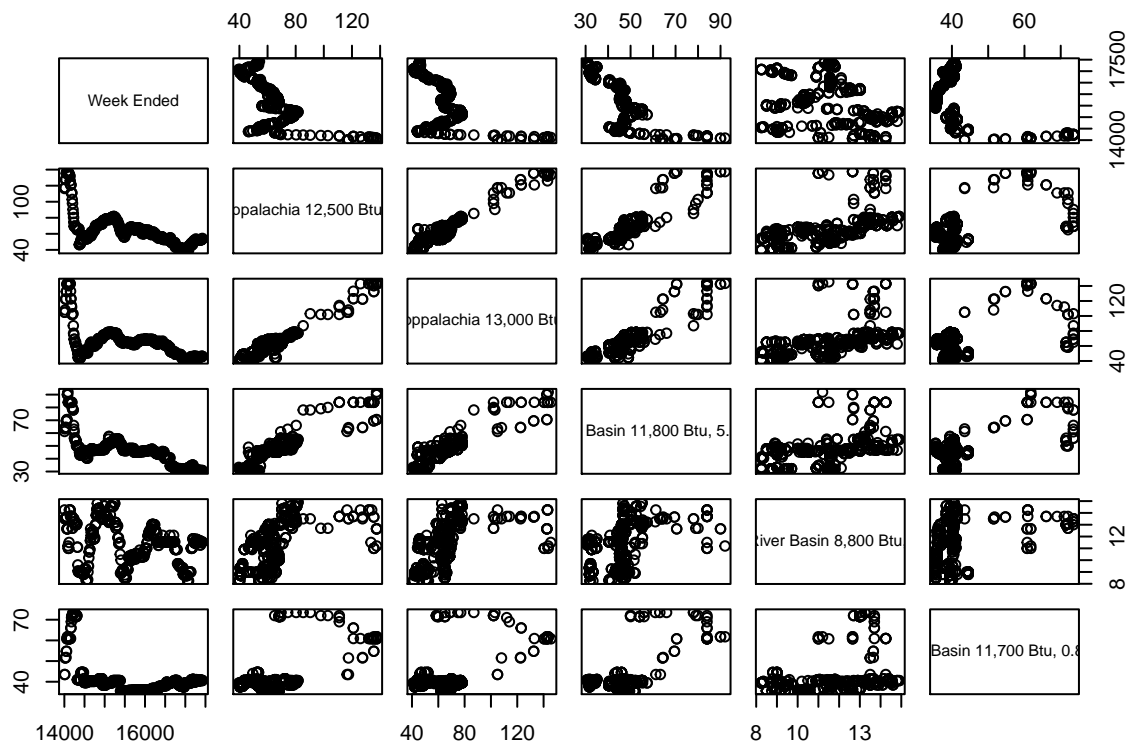 40 80 120
30 50 70 90
40 60
Week Ended
14000 17500
40 100
ppalachia 12,500 Btu
ppalachia 13,000 Btu
40 120
30 70
Basin 11,800 Btu, 5.
River Basin 8,800 Btu
8 12
40 70
Basin 11,700 Btu, 0.8
14000 16000
40 80 120
8 10 13